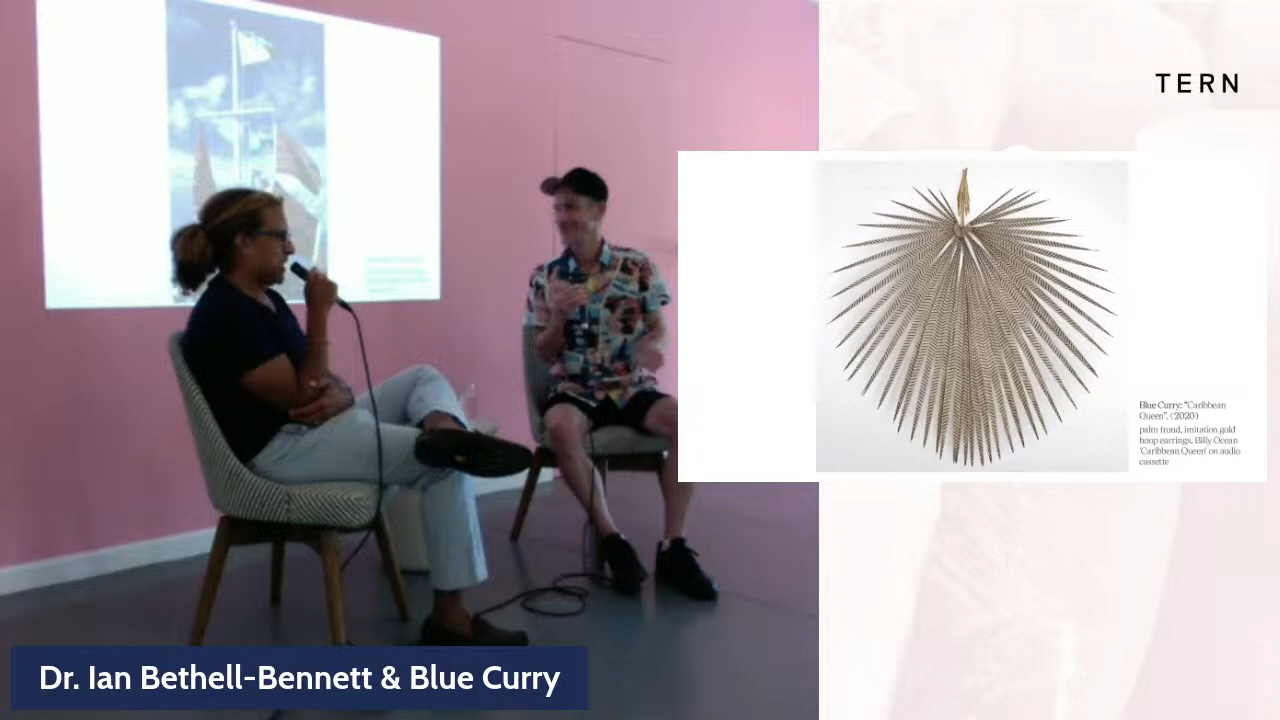 TERN
Blue Curry: “Caribbean
Queen”, (2020)
palm frond, imitation gold
hoop earrings, Billy Ocean
'Caribbean Queen' on audio
cassette
Dr. Ian Bethell-Bennett & Blue Curry